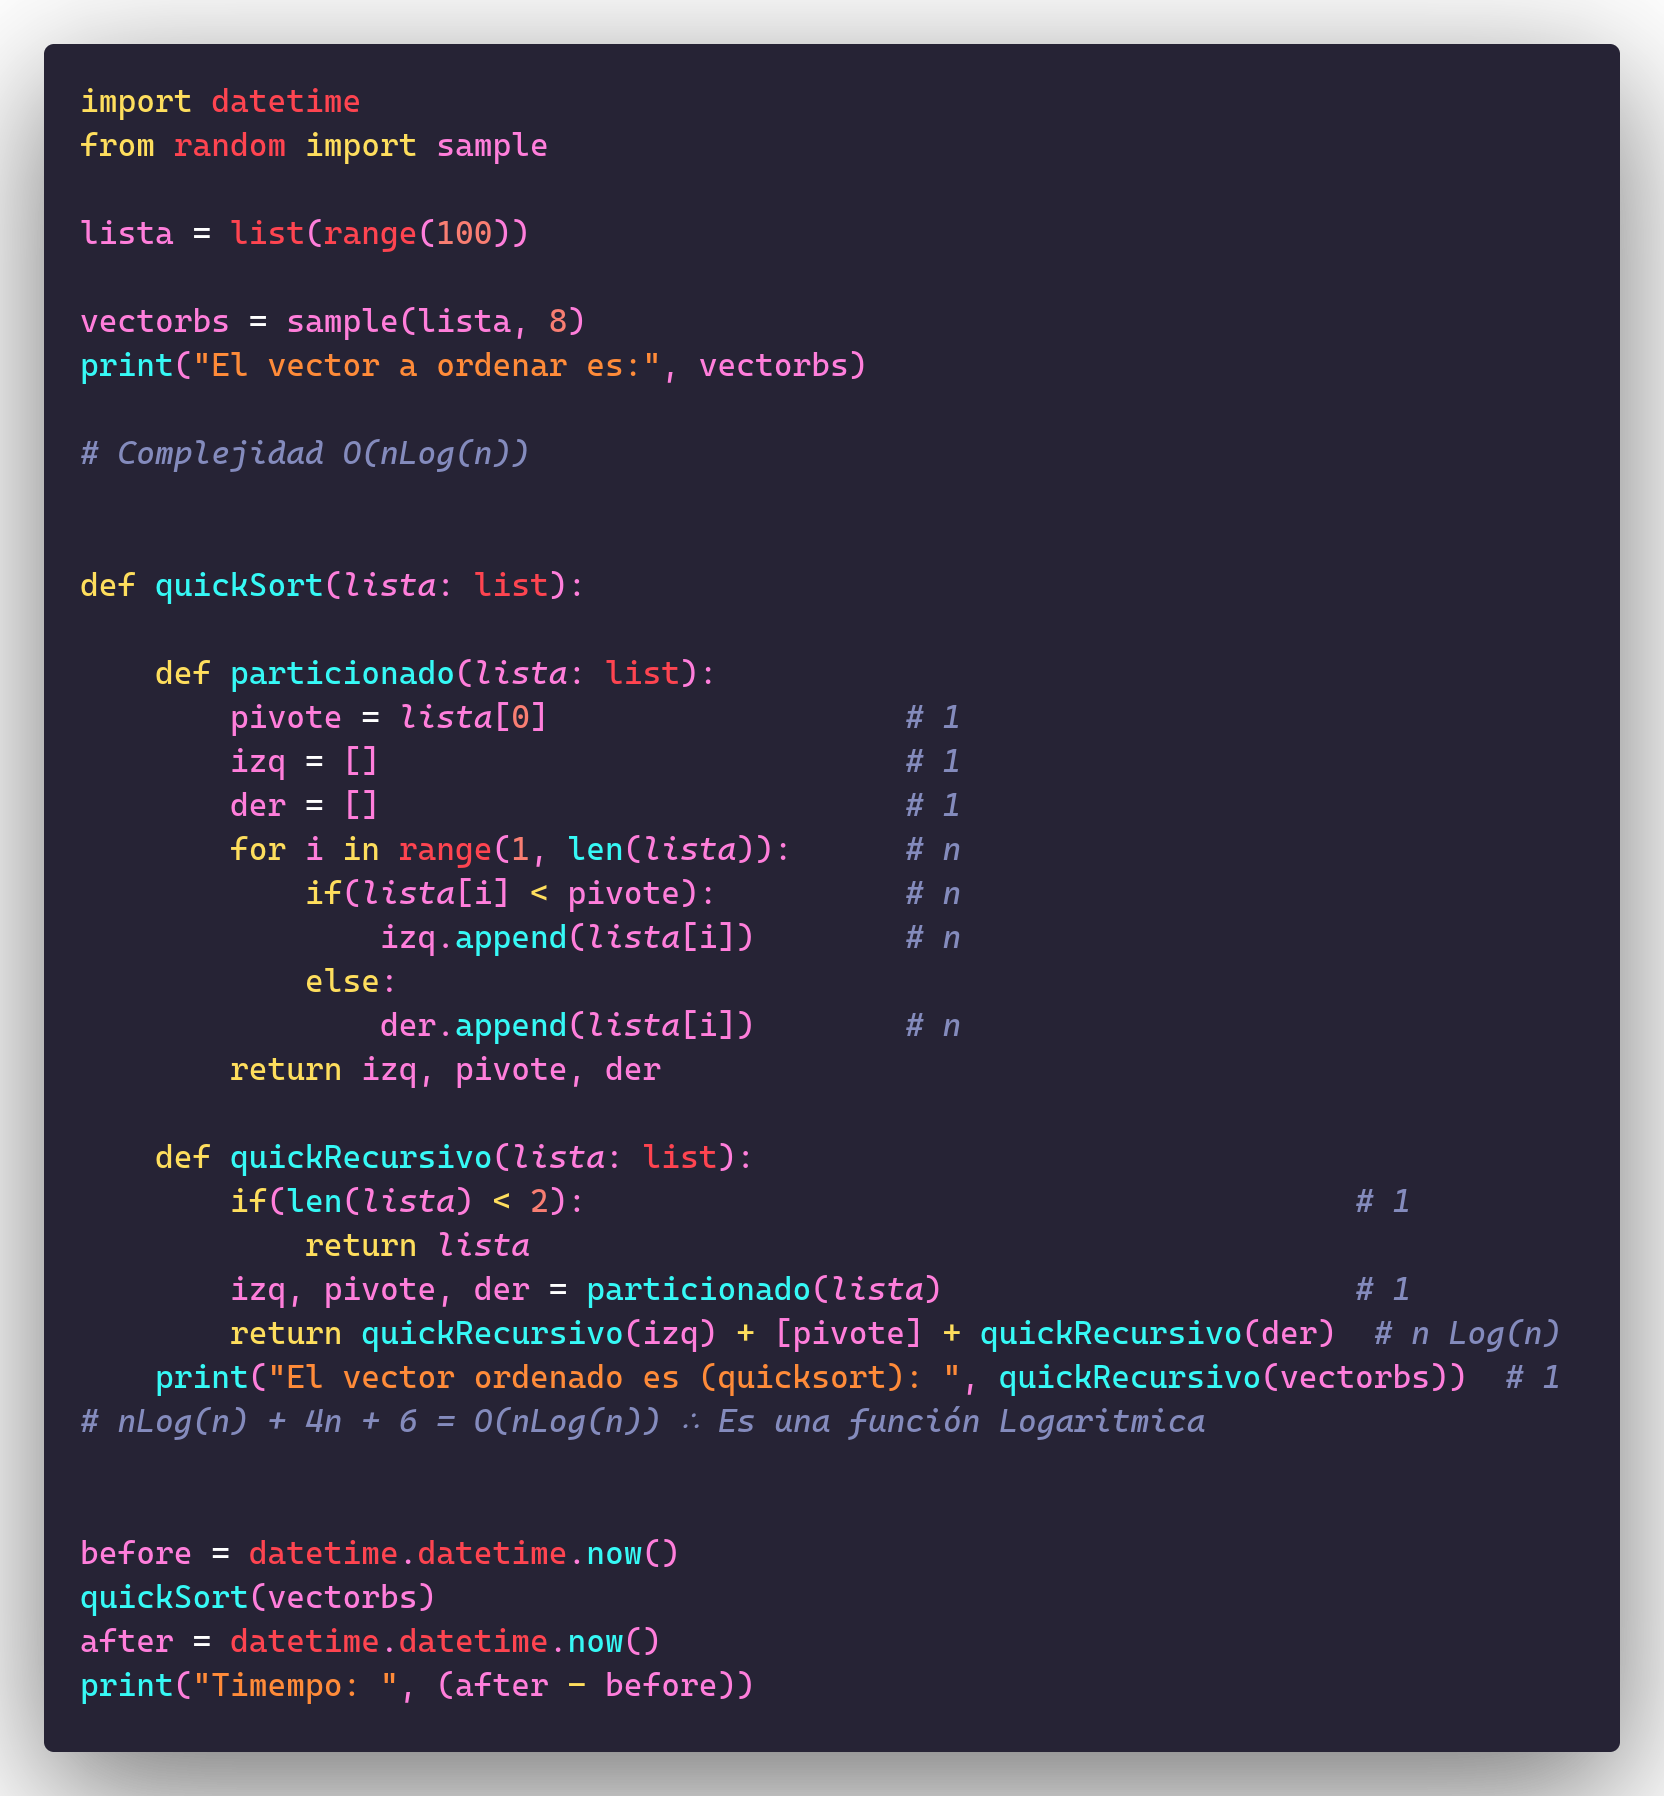 import datetime
from random import sample

lista = list(range(100))

vectorbs = sample(lista, 8)
print("El vector a ordenar es:", vectorbs)

# Complejidad O(nLog(n))


def quickSort(lista: list):

    def particionado(lista: list):
        pivote = lista[0]                   # 1
        izq = []                            # 1
        der = []                            # 1
        for i in range(1, len(lista)):      # n
            if(lista[i] < pivote):          # n
                izq.append(lista[i])        # n
            else:
                der.append(lista[i])        # n
        return izq, pivote, der

    def quickRecursivo(lista: list):
        if(len(lista) < 2):                                         # 1
            return lista
        izq, pivote, der = particionado(lista)                      # 1
        return quickRecursivo(izq) + [pivote] + quickRecursivo(der)  # n Log(n)
    print("El vector ordenado es (quicksort): ", quickRecursivo(vectorbs))  # 1
# nLog(n) + 4n + 6 = O(nLog(n)) ∴ Es una función Logaritmica


before = datetime.datetime.now()
quickSort(vectorbs)
after = datetime.datetime.now()
print("Timempo: ", (after - before))